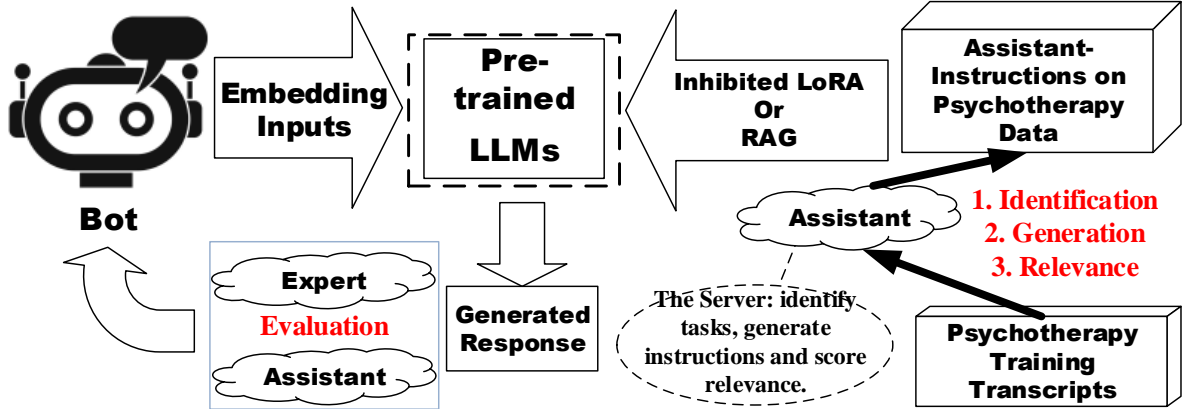 Bot
Embedding
Inputs
Pre-
trained
LLMs
Inhibited LoRA
Or
RAG
Assistant-
Instructions on
Psychotherapy
Data
Assistant
1. Identification
2. Generation
3. Relevance
Expert
Evaluation
Assistant
Generated
Response
The Server: identify
tasks, generate
instructions and score
relevance.
Psychotherapy
Training
Transcripts